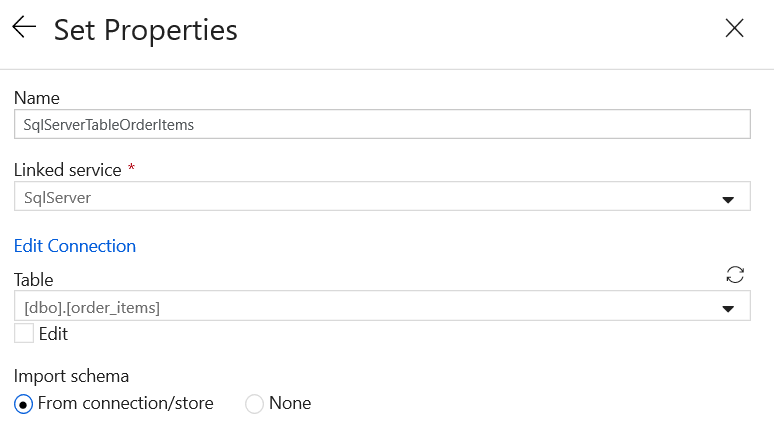 Set Properties
Name
SqlServerTableOrderItems
Linked service *
SqlServer
Edit Connection
Table
[dbo].[order_items]
Edit
Import schema
From connection/store None